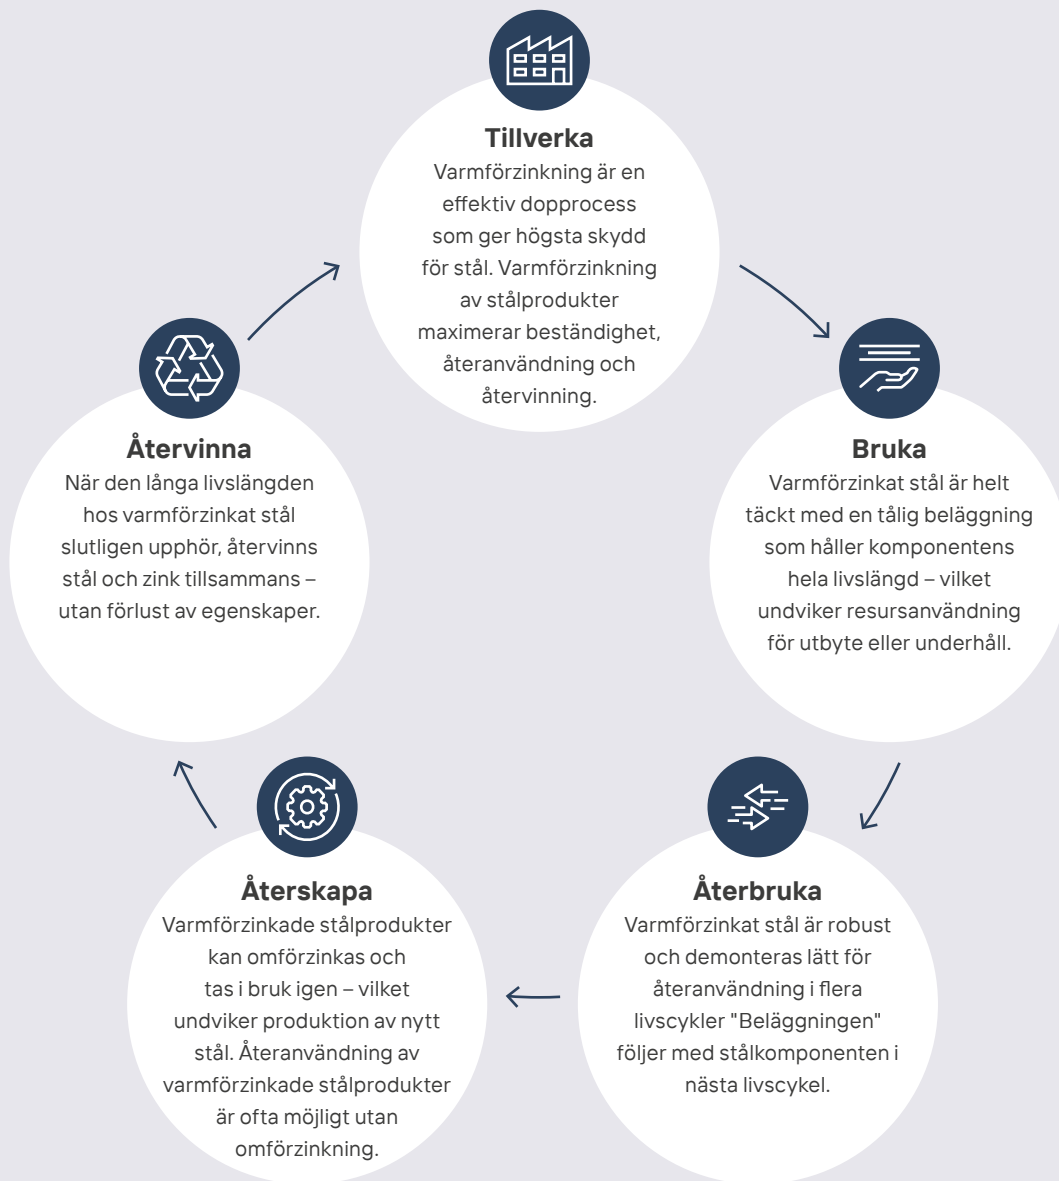 Tillverka
Varmförzinkning är en
effektiv dopprocess
som ger högsta skydd
för stål. Varmförzinkning
av stålprodukter
maximerar beständighet,
återanvändning och
återvinning.
Bruka
Varmförzinkat stål är helt
täckt med en tålig beläggning
som håller komponentens
hela livslängd – vilket
undviker resursanvändning
för utbyte eller underhåll.
Återbruka
Varmförzinkat stål är robust
och demonteras lätt för
återanvändning i flera
livscykler "Beläggningen"
följer med stålkomponenten i
nästa livscykel.
Återskapa
Varmförzinkade stålprodukter
kan omförzinkas och
tas i bruk igen – vilket
undviker produktion av nytt
stål. Återanvändning av
varmförzinkade stålprodukter
är ofta möjligt utan
omförzinkning.
Återvinna
När den långa livslängden
hos varmförzinkat stål
slutligen upphör, återvinns
stål och zink tillsammans –
utan förlust av egenskaper.